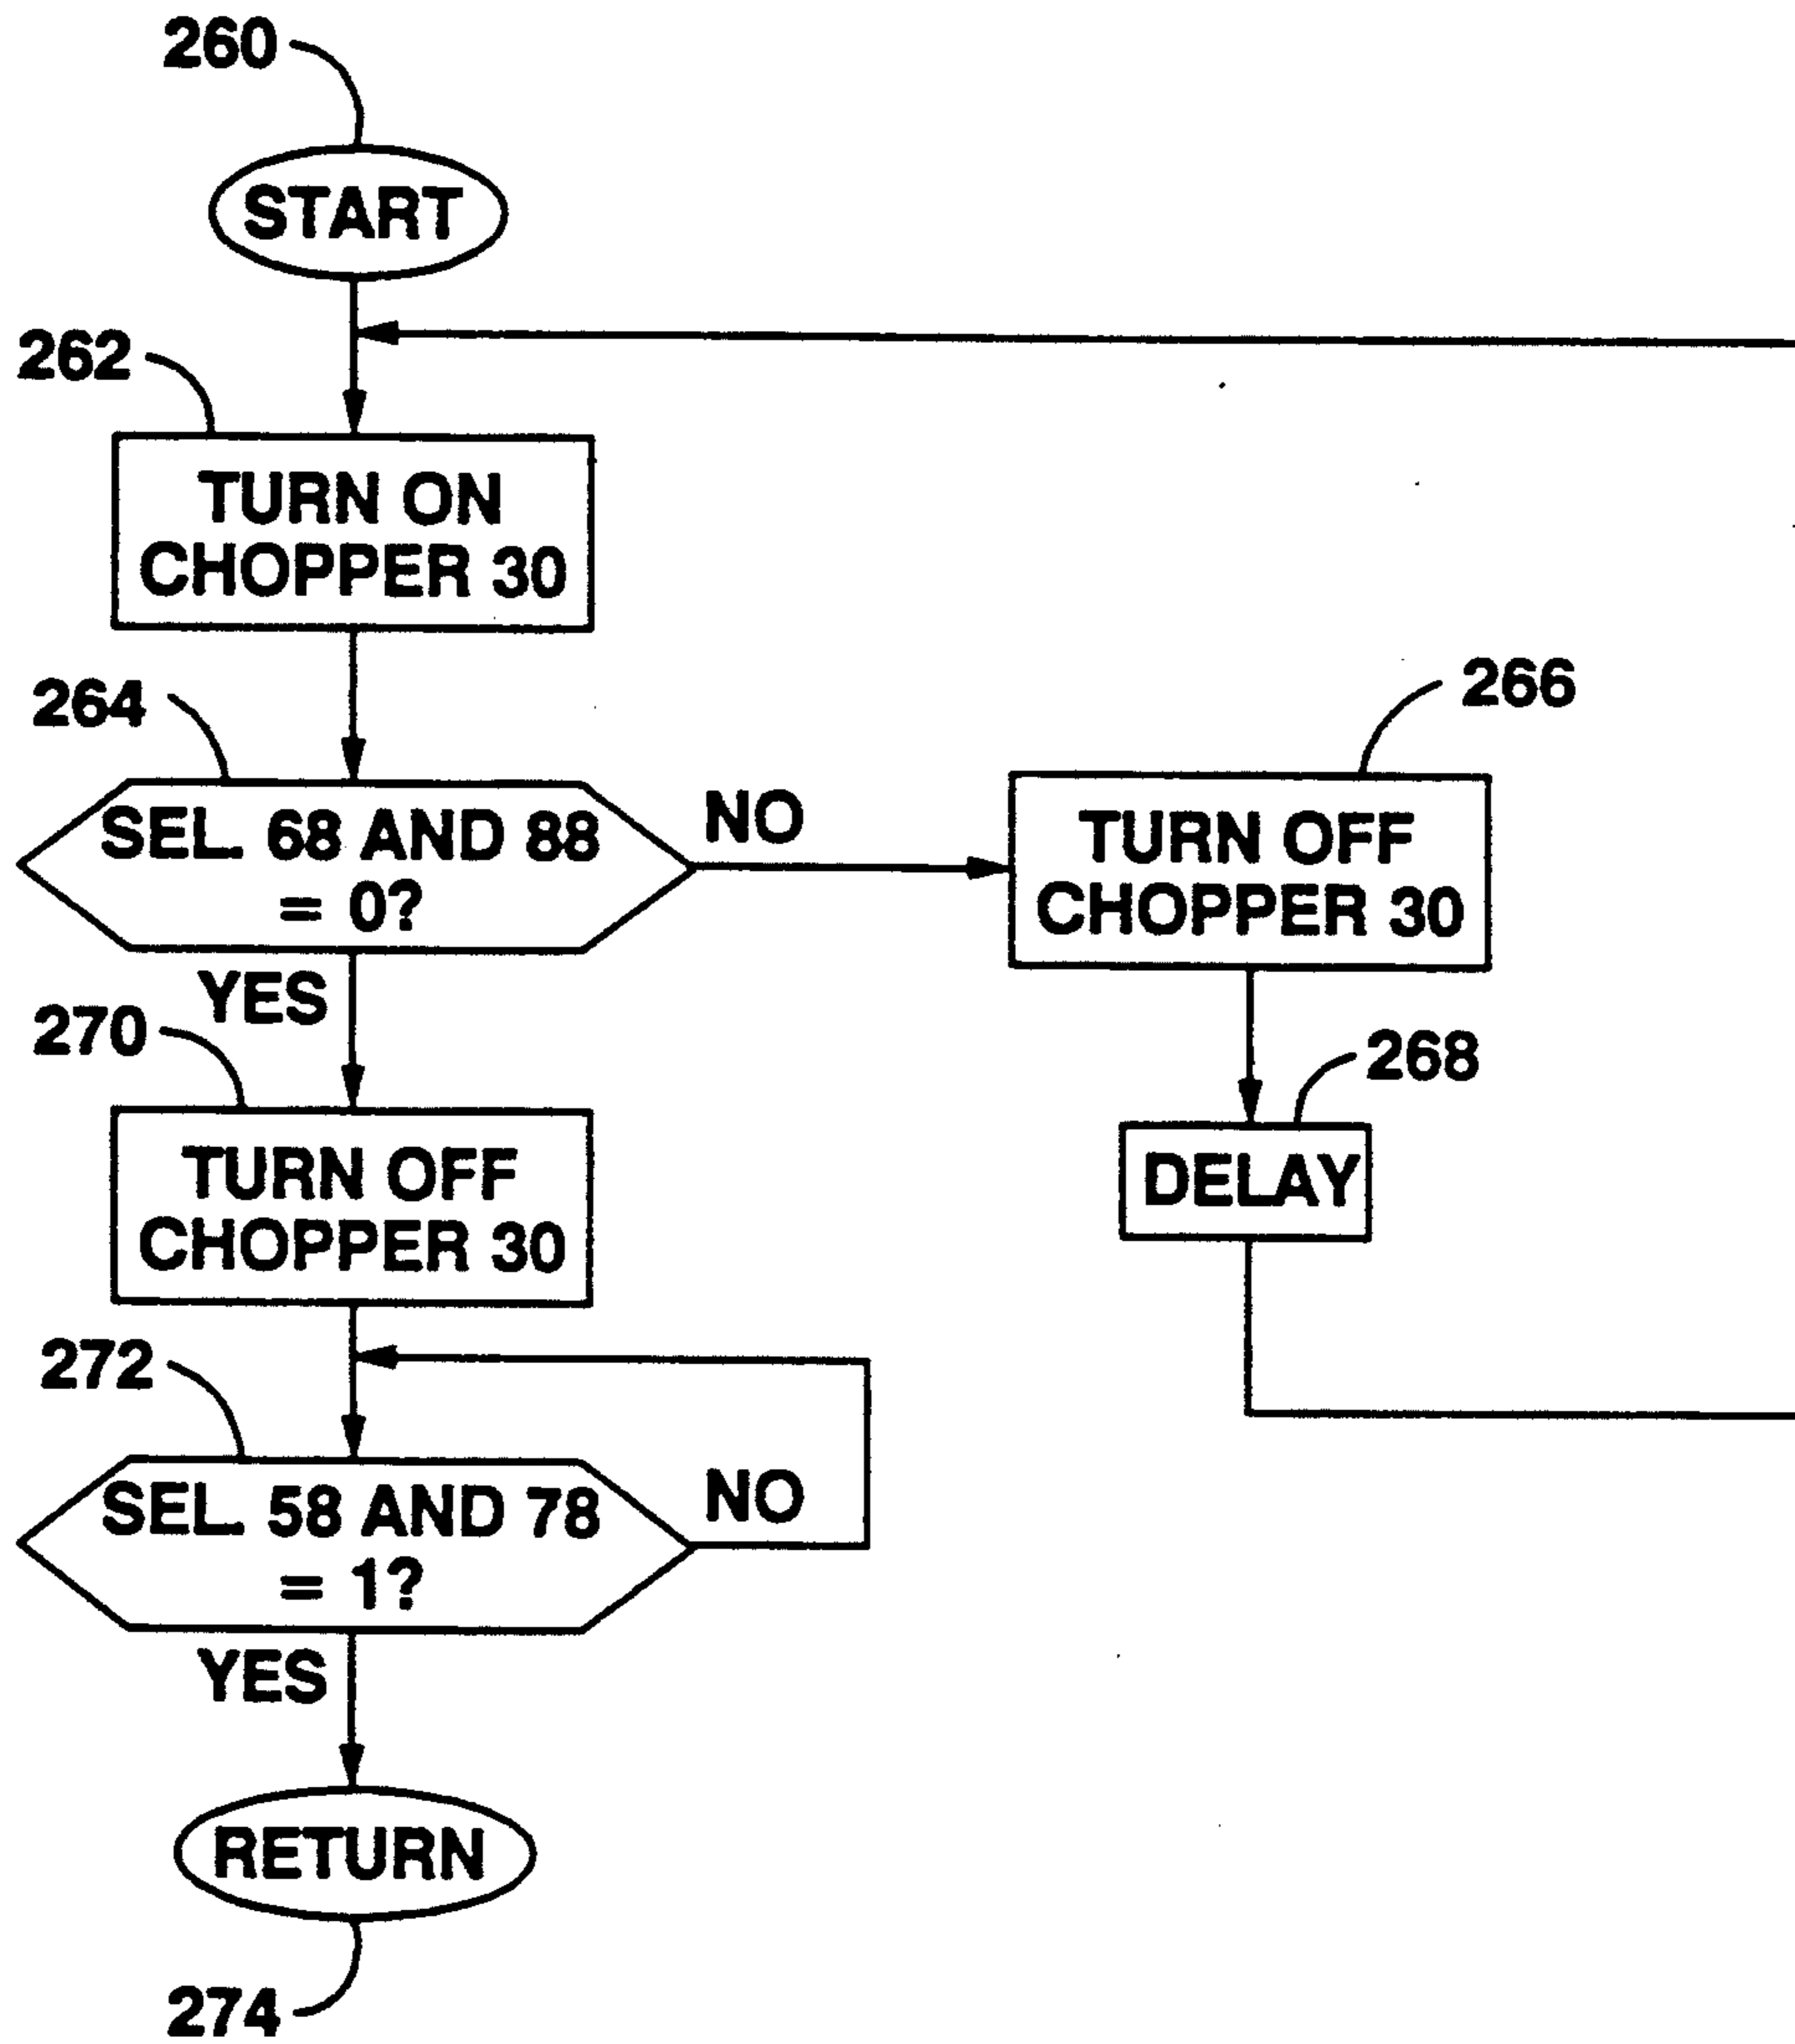 260
START
262
TURN ON
CHOPPER 30
264
SEL. 68 AND 88
= 0?
NO
266
TURN OFF
CHOPPER 30
YES
268
DELAY
270
TURN OFF
CHOPPER 30
272
SEL. 58 AND 78
= 1?
NO
YES
RETURN
274